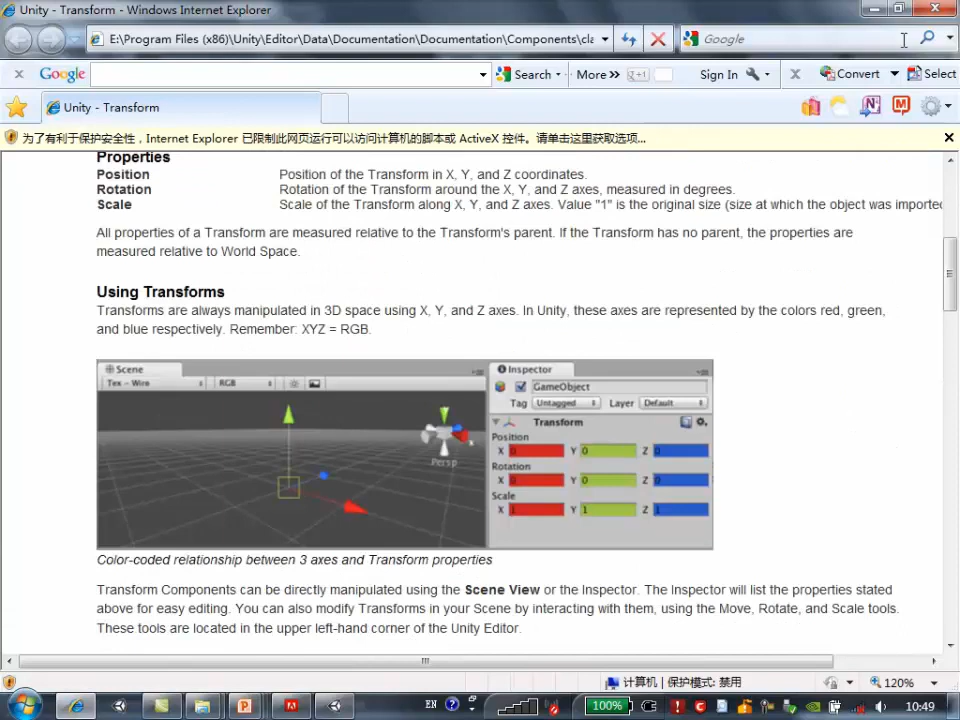 Unity - Transform - Windows Internet Explorer
E:\Program Files (x86)\Unity\Editor\Data\Documentation\Documentation\Components\cla
Google
Google
Search
More »
+1
Sign In
Convert
Select
Unity - Transform
为了有利于保护安全性，Internet Explorer 已限制此网页运行可以访问计算机的脚本或 ActiveX 控件。请单击这里获取选项...
Properties
Position Position of the Transform in X, Y, and Z coordinates.
Rotation Rotation of the Transform around the X, Y, and Z axes, measured in degrees.
Scale Scale of the Transform along X, Y, and Z axes. Value "1" is the original size (size at which the object was importe
All properties of a Transform are measured relative to the Transform's parent. If the Transform has no parent, the properties are
measured relative to World Space.
Using Transforms
Transforms are always manipulated in 3D space using X, Y, and Z axes. In Unity, these axes are represented by the colors red, green,
and blue respectively. Remember: XYZ = RGB.
Scene
Tex - Wire RGB
Persp
x
Inspector
GameObject
Tag Untagged Layer Default
Transform
Position
X 0 Y 0 Z 0
Rotation
X 0 Y 0 Z 0
Scale
X 1 Y 1 Z 1
Color-coded relationship between 3 axes and Transform properties
Transform Components can be directly manipulated using the Scene View or the Inspector. The Inspector will list the properties stated
above for easy editing. You can also modify Transforms in your Scene by interacting with them, using the Move, Rotate, and Scale tools.
These tools are located in the upper left-hand corner of the Unity Editor.
计算机 | 保护模式: 禁用
120%
EN
100%
10:49